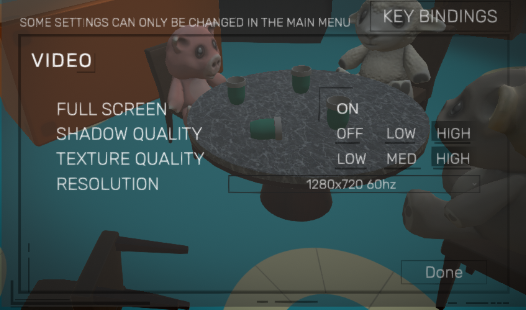 SOME SETTINGS CAN ONLY BE CHANGED IN THE MAIN MENU
KEY BINDINGS
VIDEO
FULL SCREEN ON
SHADOW QUALITY OFF LOW HIGH
TEXTURE QUALITY LOW MED HIGH
RESOLUTION 1280x720 60hz
Done